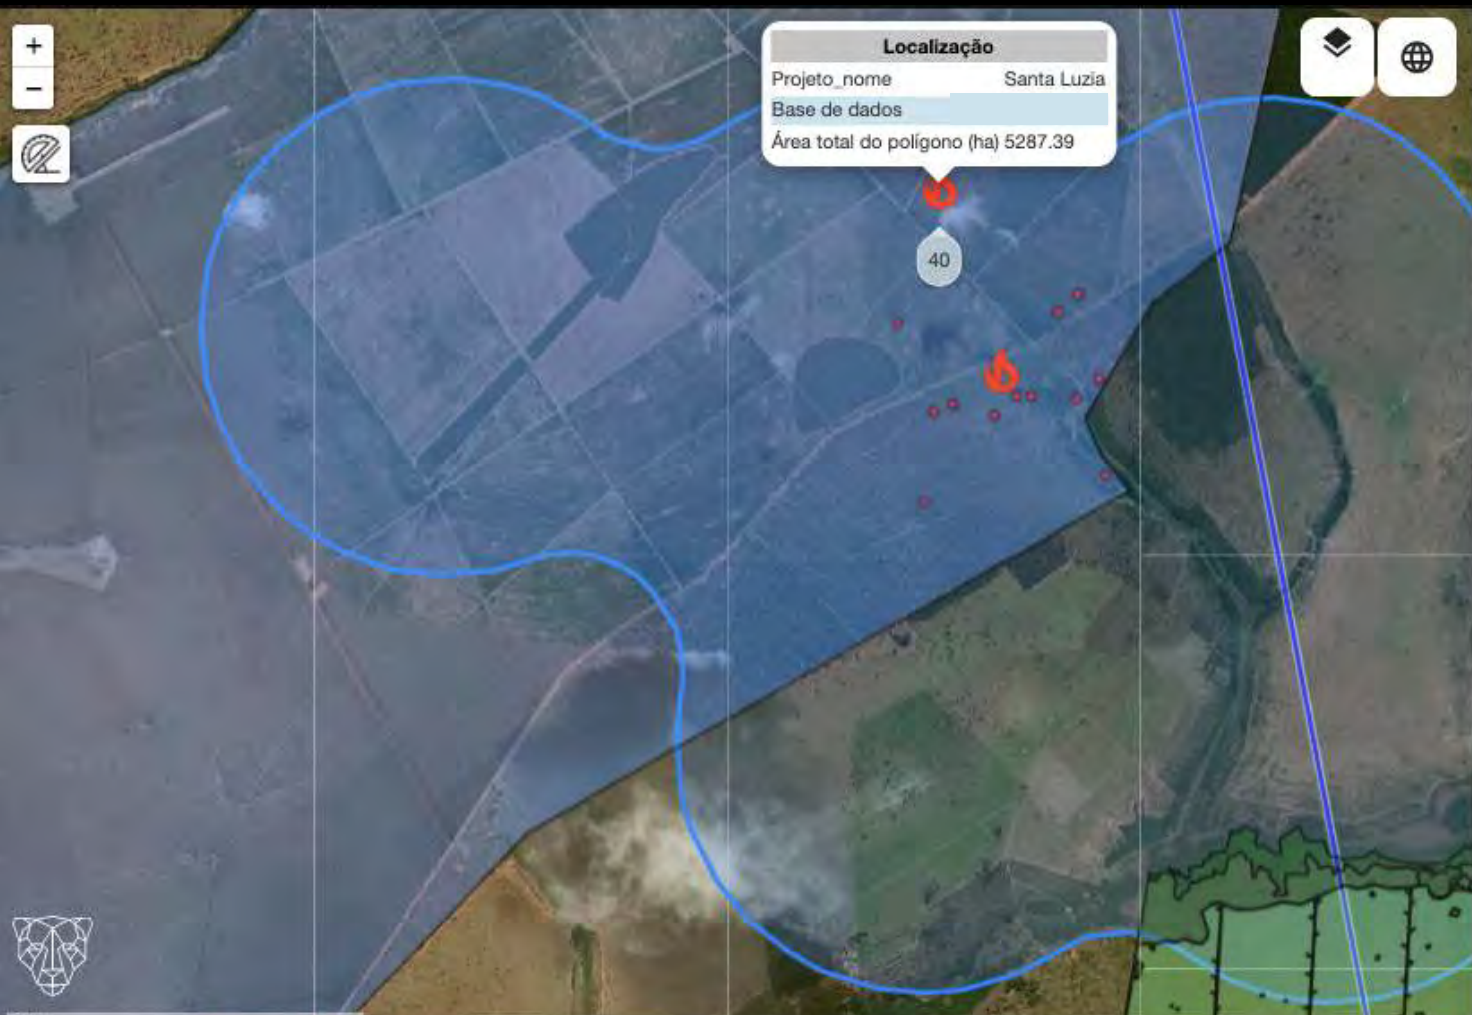 +
−
Localização
Projeto_nome Santa Luzia
Base de dados
Área total do polígono (ha) 5287.39
40